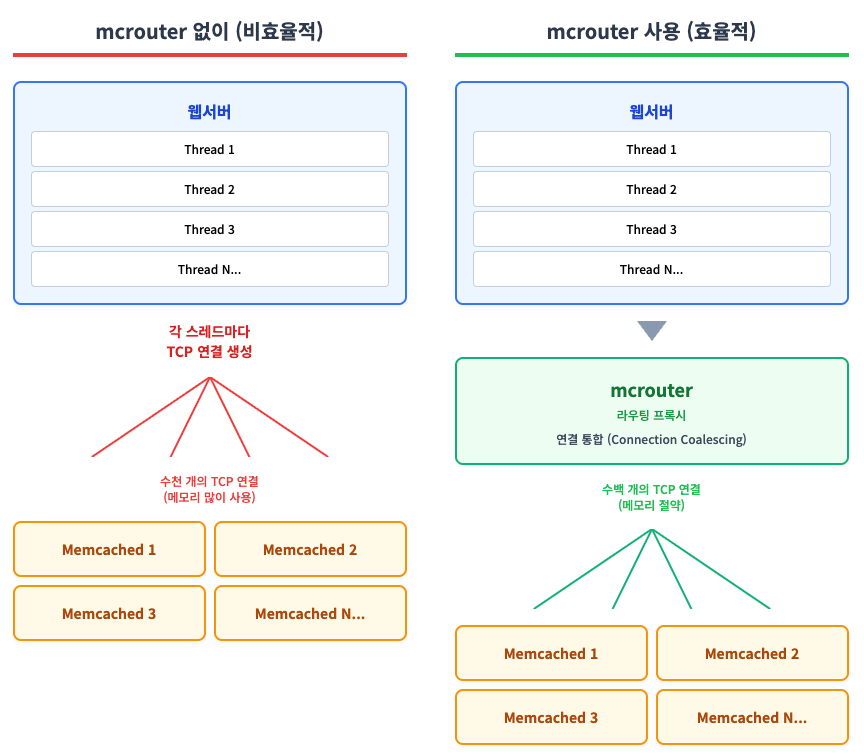 mcrouter 없이 (비효율적)
웹서버
Thread 1
Thread 2
Thread 3
Thread N...
각 스레드마다
TCP 연결 생성
수천 개의 TCP 연결
(메모리 많이 사용)
Memcached 1
Memcached 2
Memcached 3
Memcached N...
mcrouter 사용 (효율적)
웹서버
Thread 1
Thread 2
Thread 3
Thread N...
mcrouter
라우팅 프록시
연결 통합 (Connection Coalescing)
수백 개의 TCP 연결
(메모리 절약)
Memcached 1
Memcached 2
Memcached 3
Memcached N...